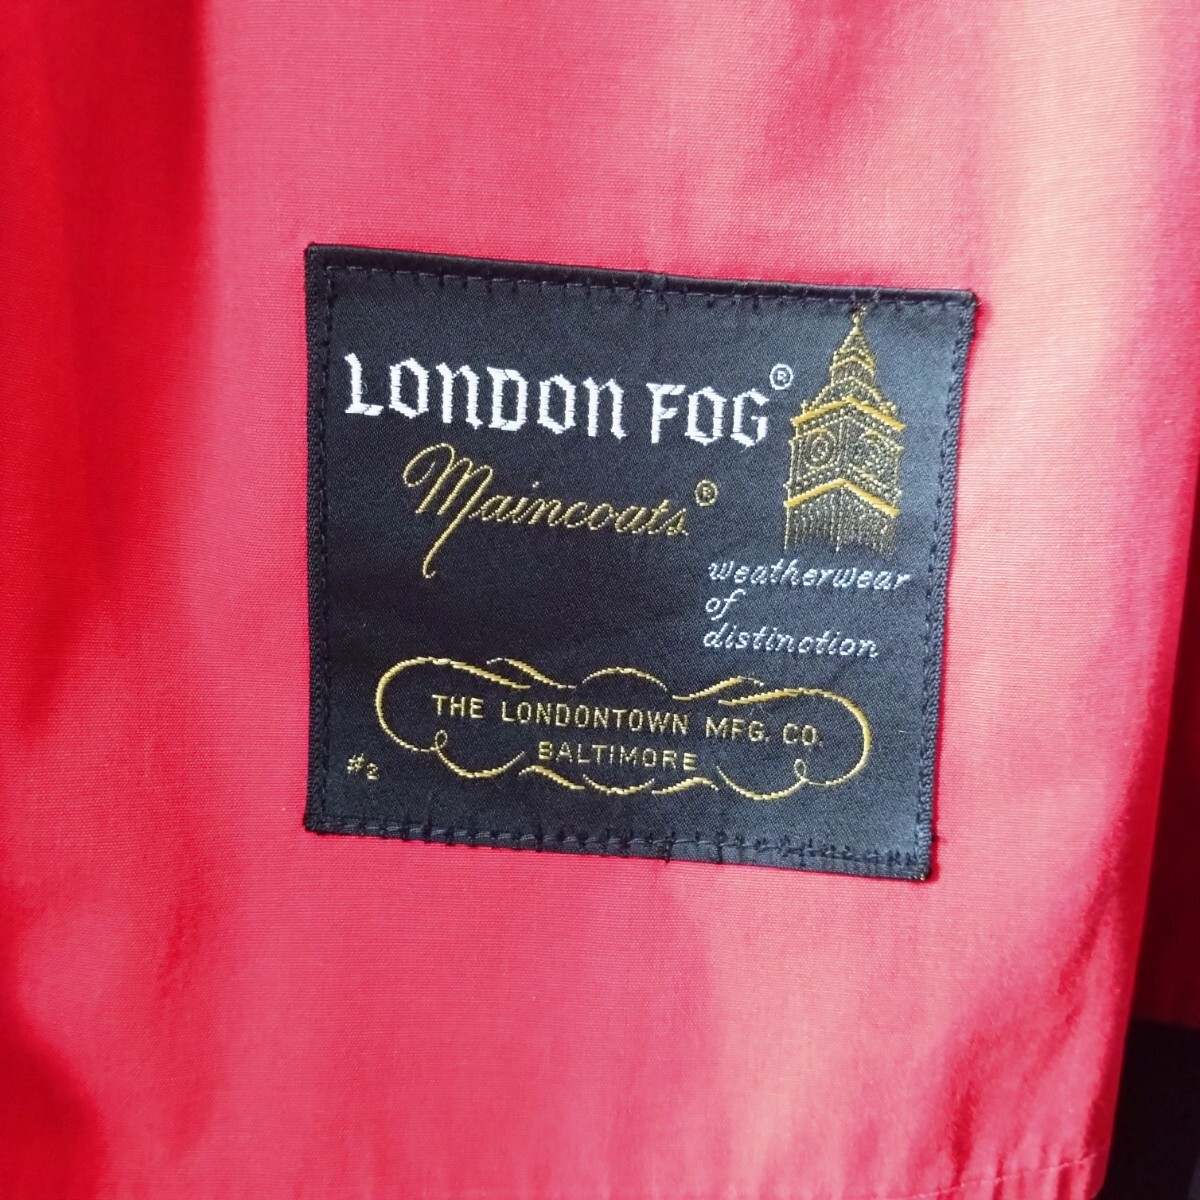 LONDON FOG®
Maincoats®
weatherwear
of
distinction
THE LONDONTOWN MFG. CO.
BALTIMORE
#2